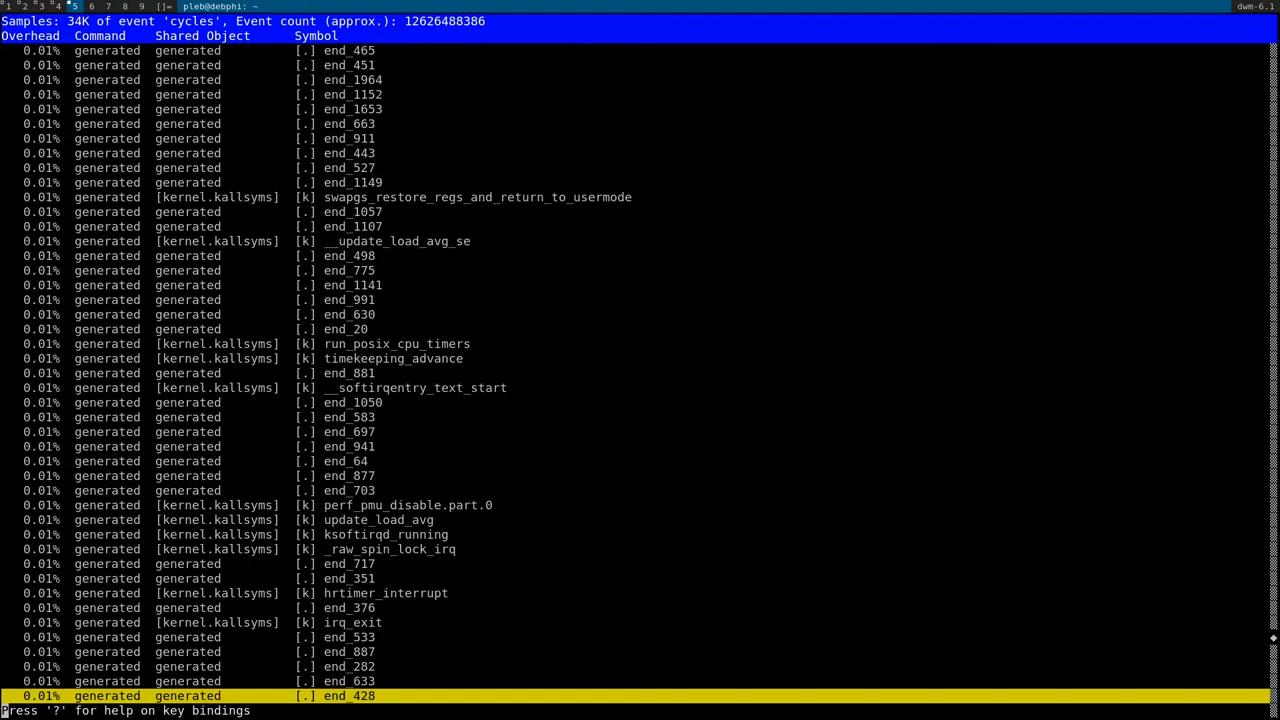 1 2 3 4 5 6 7 8 9 []= pleb@debphi: ~ dwm-6.1
Samples: 34K of event 'cycles', Event count (approx.): 12626488386
Overhead Command Shared Object Symbol
0.01% generated generated [.] end_465
0.01% generated generated [.] end_451
0.01% generated generated [.] end_1964
0.01% generated generated [.] end_1152
0.01% generated generated [.] end_1653
0.01% generated generated [.] end_663
0.01% generated generated [.] end_911
0.01% generated generated [.] end_443
0.01% generated generated [.] end_527
0.01% generated generated [.] end_1149
0.01% generated [kernel.kallsyms] [k] swapgs_restore_regs_and_return_to_usermode
0.01% generated generated [.] end_1057
0.01% generated generated [.] end_1107
0.01% generated [kernel.kallsyms] [k] __update_load_avg_se
0.01% generated generated [.] end_498
0.01% generated generated [.] end_775
0.01% generated generated [.] end_1141
0.01% generated generated [.] end_991
0.01% generated generated [.] end_630
0.01% generated generated [.] end_20
0.01% generated [kernel.kallsyms] [k] run_posix_cpu_timers
0.01% generated [kernel.kallsyms] [k] timekeeping_advance
0.01% generated generated [.] end_881
0.01% generated [kernel.kallsyms] [k] __softirqentry_text_start
0.01% generated generated [.] end_1050
0.01% generated generated [.] end_583
0.01% generated generated [.] end_697
0.01% generated generated [.] end_941
0.01% generated generated [.] end_64
0.01% generated generated [.] end_877
0.01% generated generated [.] end_703
0.01% generated [kernel.kallsyms] [k] perf_pmu_disable.part.0
0.01% generated [kernel.kallsyms] [k] update_load_avg
0.01% generated [kernel.kallsyms] [k] ksoftirqd_running
0.01% generated [kernel.kallsyms] [k] _raw_spin_lock_irq
0.01% generated generated [.] end_717
0.01% generated generated [.] end_351
0.01% generated [kernel.kallsyms] [k] hrtimer_interrupt
0.01% generated generated [.] end_376
0.01% generated [kernel.kallsyms] [k] irq_exit
0.01% generated generated [.] end_533
0.01% generated generated [.] end_887
0.01% generated generated [.] end_282
0.01% generated generated [.] end_633
0.01% generated generated [.] end_428
Press '?' for help on key bindings